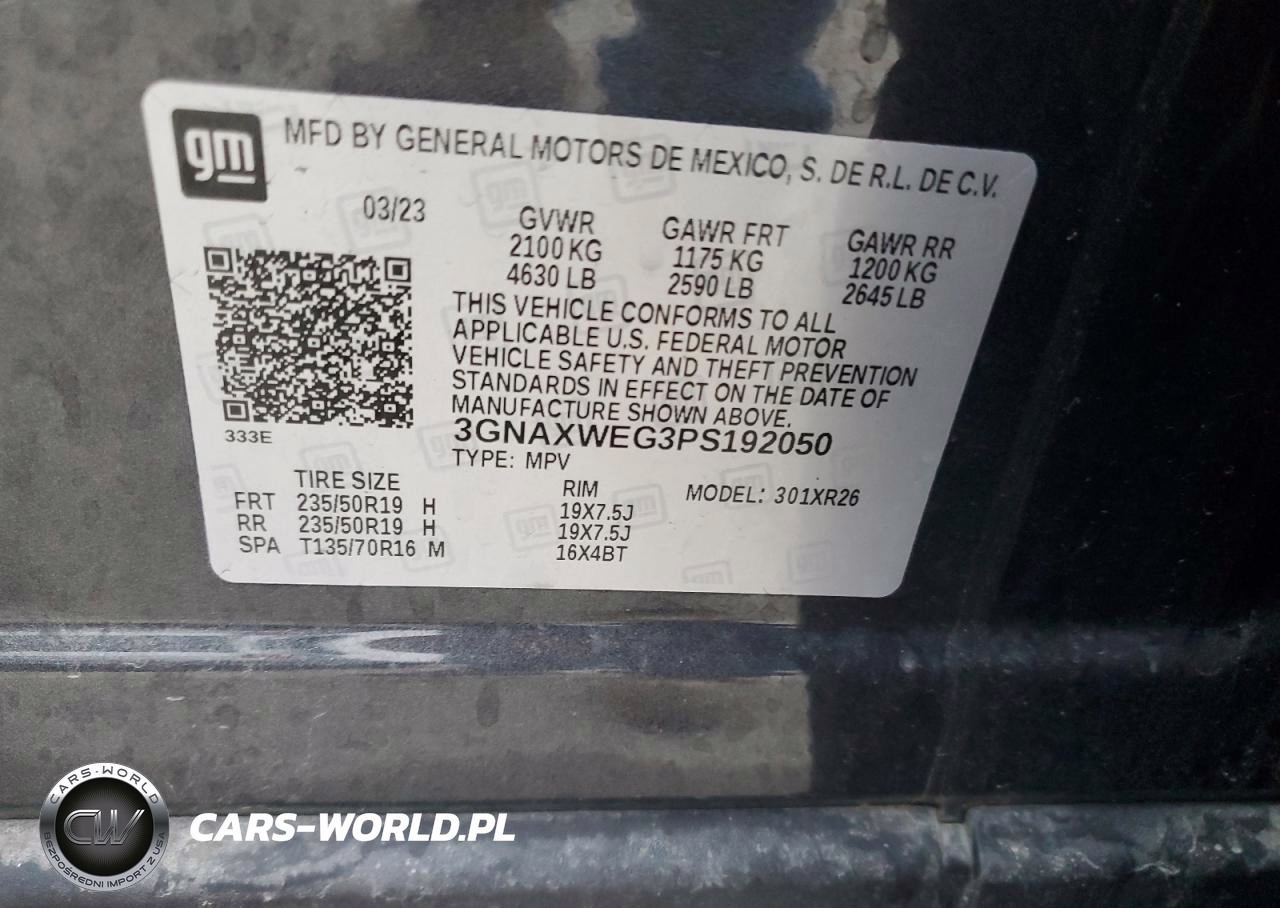 gm
MFD BY GENERAL MOTORS DE MEXICO, S. DE R.L. DE C.V.
03/23
GVWR GAWR FRT GAWR RR
2100 KG 1175 KG 1200 KG
4630 LB 2590 LB 2645 LB
THIS VEHICLE CONFORMS TO ALL
APPLICABLE U.S. FEDERAL MOTOR
VEHICLE SAFETY AND THEFT PREVENTION
STANDARDS IN EFFECT ON THE DATE OF
MANUFACTURE SHOWN ABOVE.
333E
3GNAXWEG3PS192050
TYPE: MPV
TIRE SIZE RIM MODEL: 301XR26
FRT 235/50R19 H 19X7.5J
RR 235/50R19 H 19X7.5J
SPA T135/70R16 M 16X4BT
CARS-WORLD
CW
BEZPOŚREDNI IMPORT Z USA
CARS-WORLD.PL